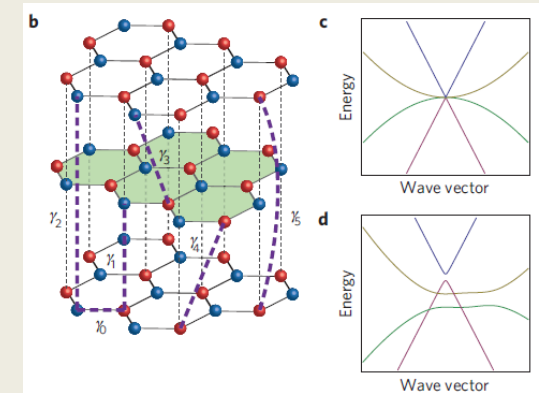 b
γ3
γ2
γ1
γ4
γ5
γ0
c
Energy
Wave vector
d
Energy
Wave vector